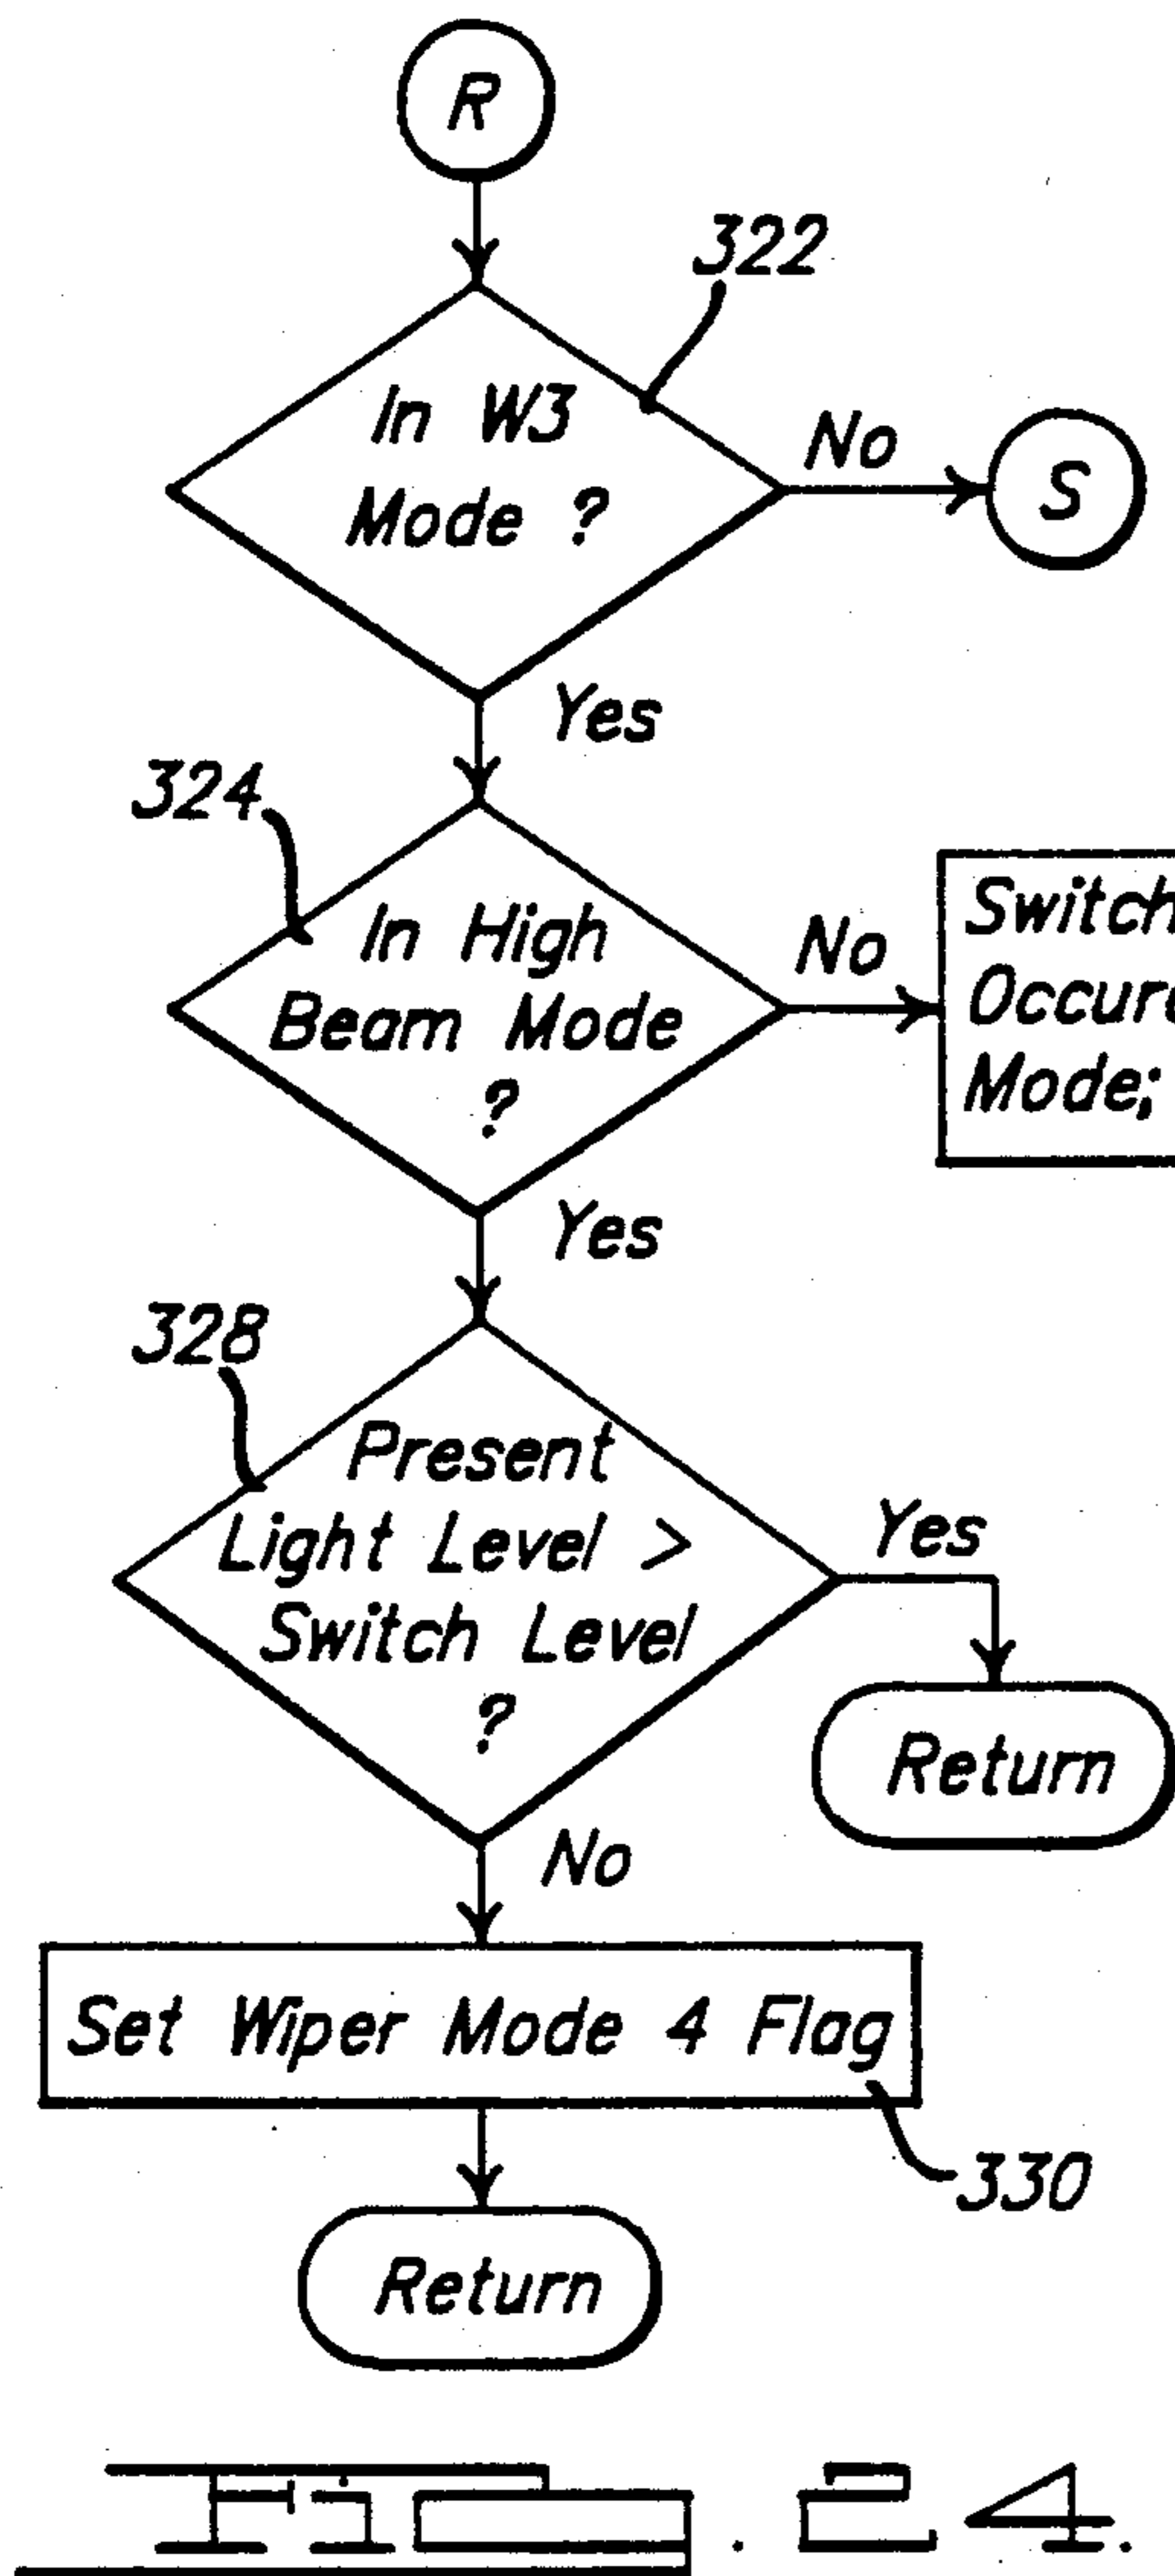 R
322
In W3
Mode ?
No
S
Yes
324
In High
Beam Mode
?
No
Switch
Mode;
Yes
328
Present
Light Level >
Switch Level
?
Yes
Return
No
Set Wiper Mode 4 Flag
330
Return
FIG. 24.